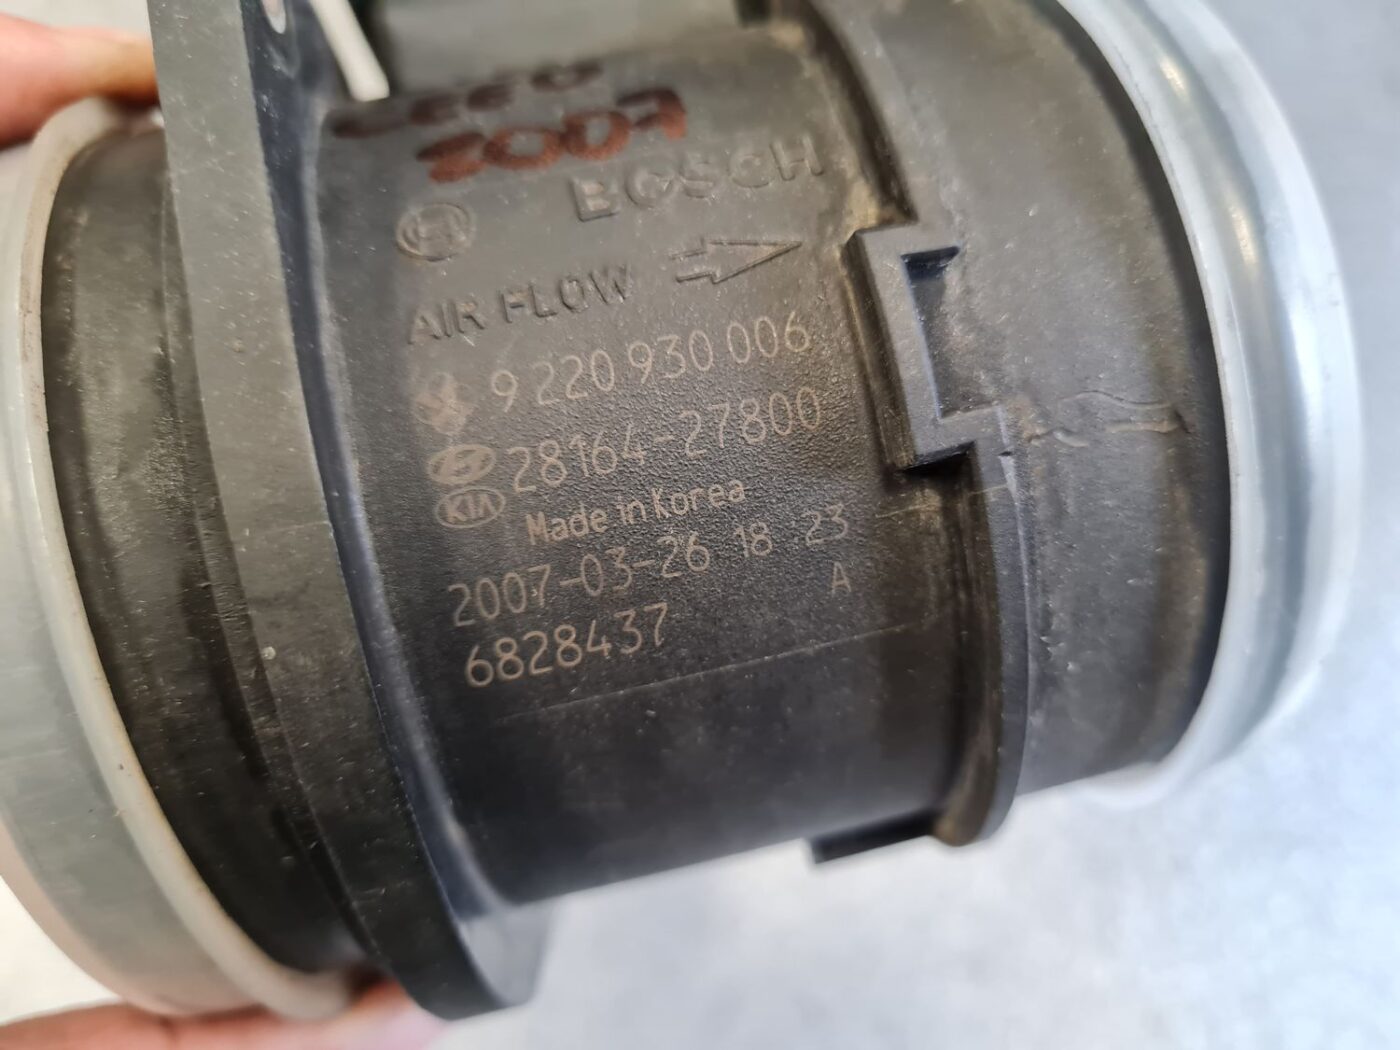 2007
BOSCH
AIR FLOW
9 220 930 006
28164-27800
KIA
Made in Korea
2007-03-26 18 23
A
6828437